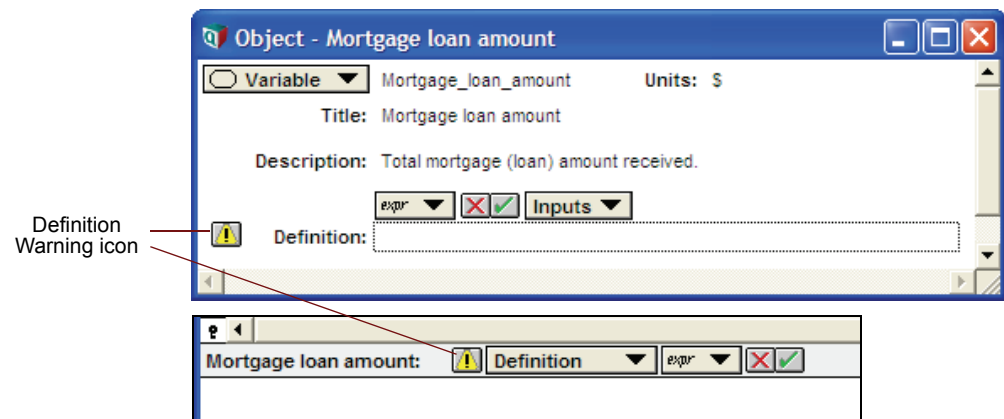 Object - Mortgage loan amount
Variable Mortgage_loan_amount Units: $
Title: Mortgage loan amount
Description: Total mortgage (loan) amount received.
expr Inputs
Definition
Warning icon
Definition:
Mortgage loan amount: Definition expr